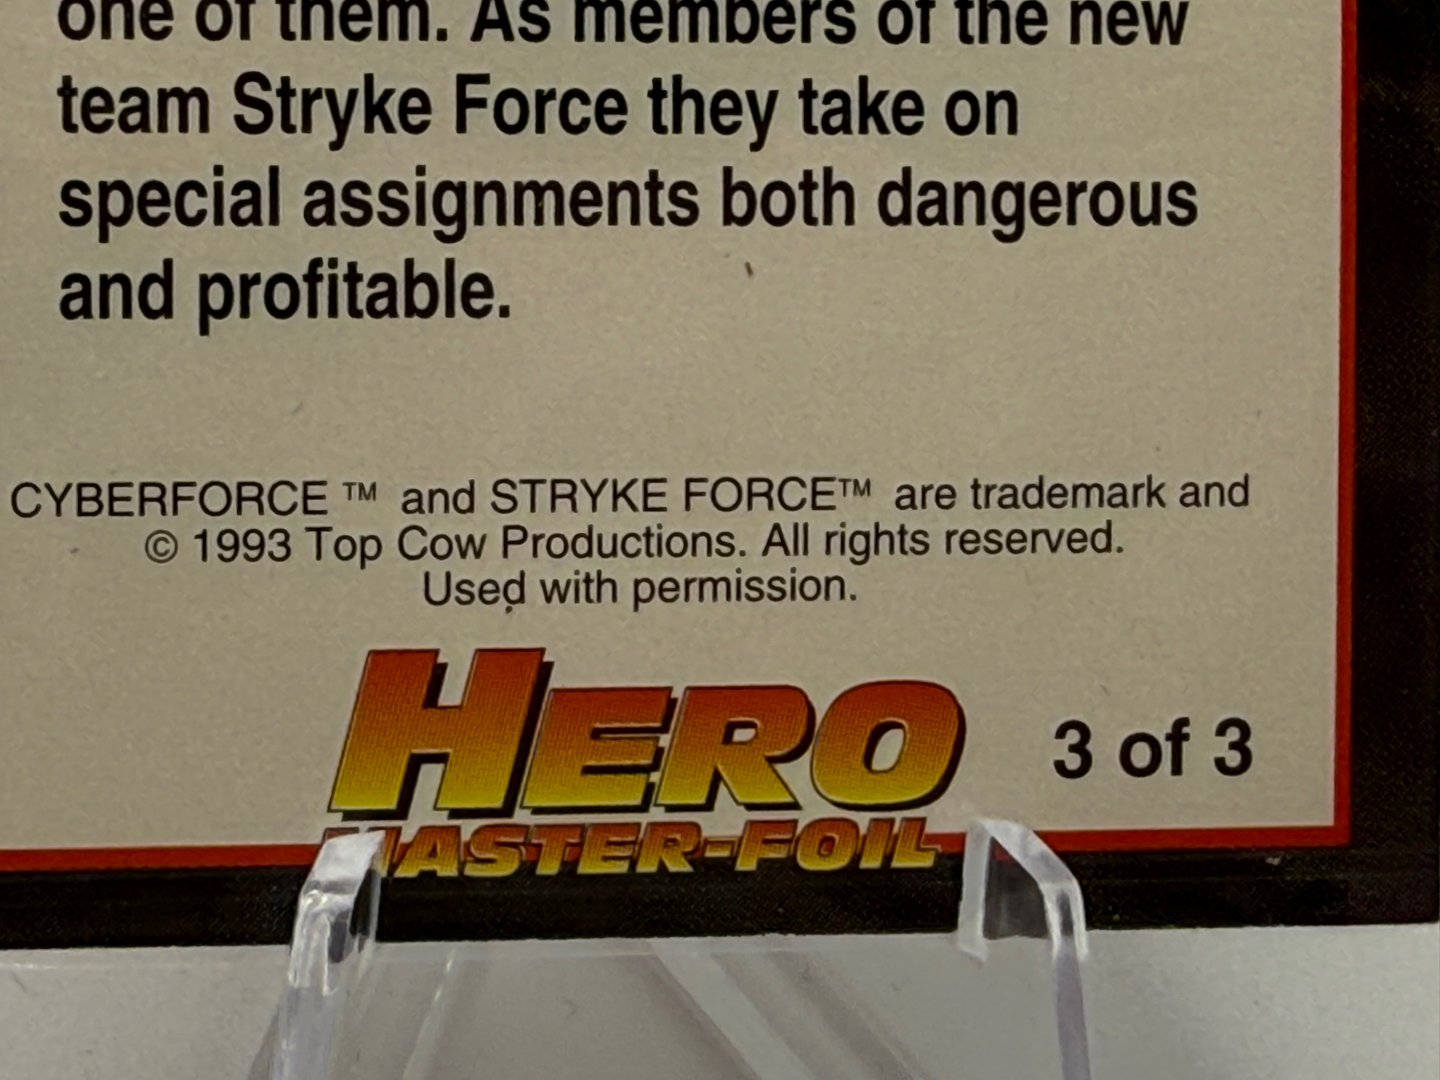 one of them. As members of the new
team Stryke Force they take on
special assignments both dangerous
and profitable.
CYBERFORCE ™ and STRYKE FORCE™ are trademark and
© 1993 Top Cow Productions. All rights reserved.
Used with permission.
HERO
MASTER-FOIL
3 of 3